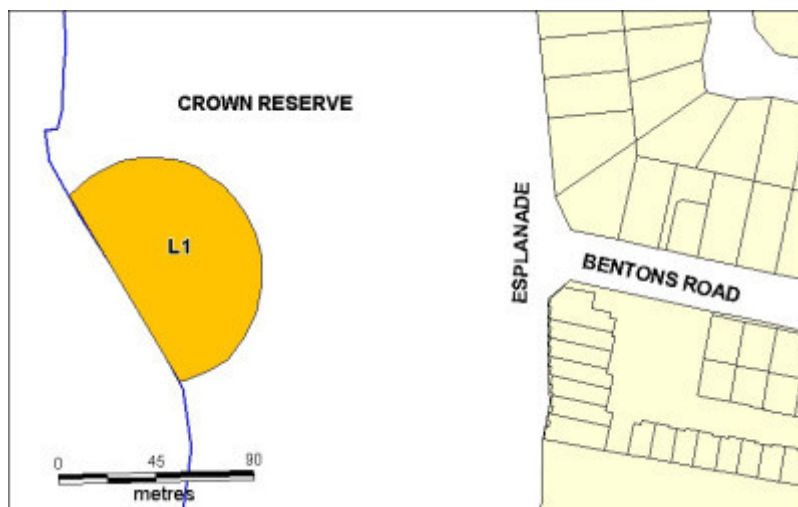 CROWN RESERVE
L1
ESPLANADE
BENTONS ROAD
0 45 90
metres